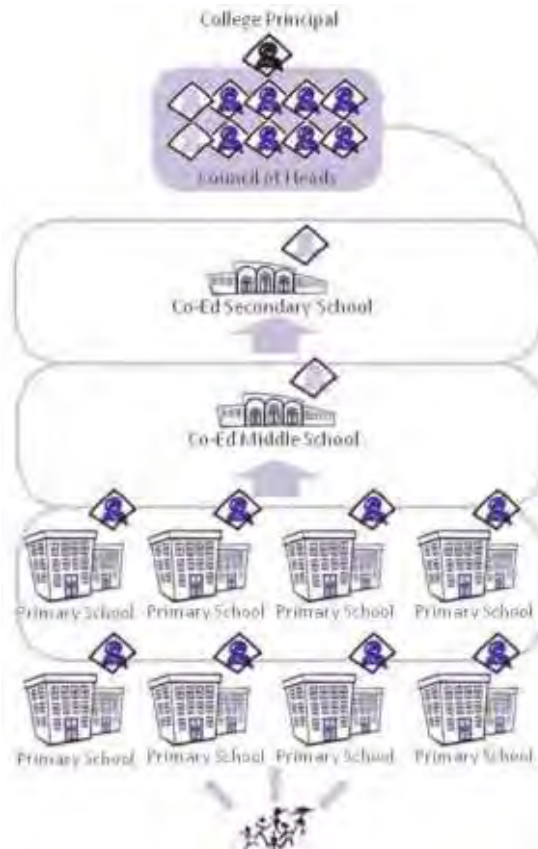 College Principal
Council of Heads
Co-Ed Secondary School
Co-Ed Middle School
Primary School Primary School Primary School Primary School
Primary School Primary School Primary School Primary School